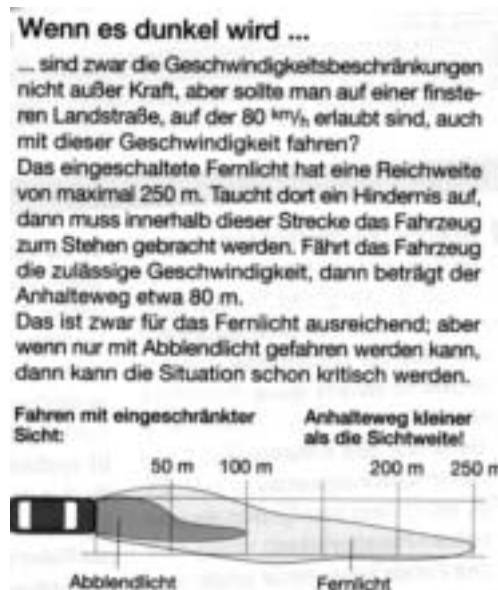 Wenn es dunkel wird ...
... sind zwar die Geschwindigkeitsbeschränkungen
nicht außer Kraft, aber sollte man auf einer finste-
ren Landstraße, auf der 80 km/h erlaubt sind, auch
mit dieser Geschwindigkeit fahren?
Das eingeschaltete Fernlicht hat eine Reichweite
von maximal 250 m. Taucht dort ein Hindernis auf,
dann muss innerhalb dieser Strecke das Fahrzeug
zum Stehen gebracht werden. Fährt das Fahrzeug
die zulässige Geschwindigkeit, dann beträgt der
Anhalteweg etwa 80 m.
Das ist zwar für das Fernlicht ausreichend; aber
wenn nur mit Abblendlicht gefahren werden kann,
dann kann die Situation schon kritisch werden.
Fahren mit eingeschränkter
Sicht:
Anhalteweg kleiner
als die Sichtweite!
50 m 100 m 200 m 250 m
Abblendlicht Fernlicht